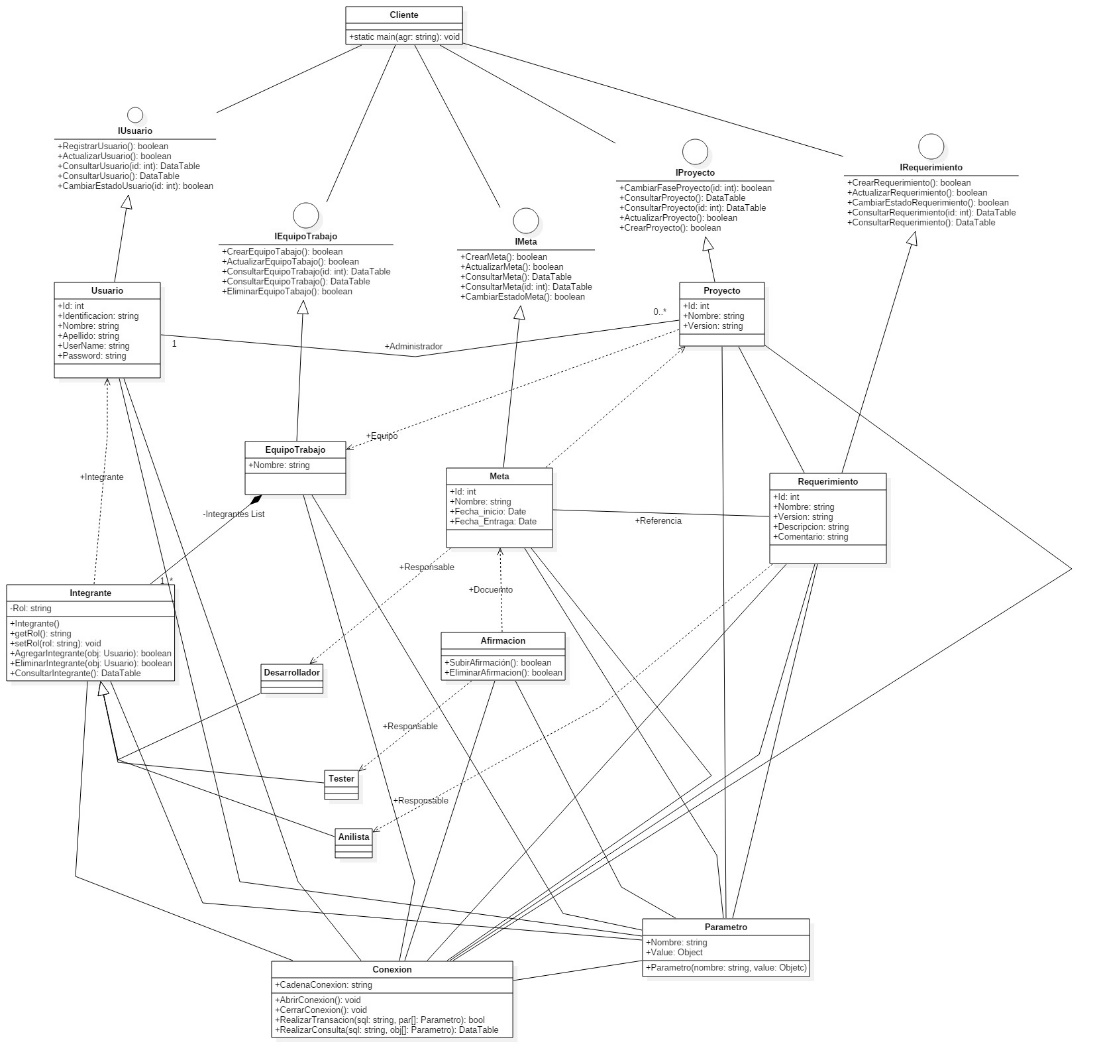 Cliente
+static main(agr: string): void
IUsuario
+RegistrarUsuario(): boolean
+ActualizarUsuario(): boolean
+ConsultarUsuario(id: int): DataTable
+ConsultarUsuario(): DataTable
+CambiarEstadoUsuario(id: int): boolean
IEquipoTrabajo
+CrearEquipoTabajo(): boolean
+ActualizarEquipoTabajo(): boolean
+ConsultarEquipoTrabajo(id: int): DataTable
+ConsultarEquipoTrabajo(): DataTable
+EliminarEquipoTabajo(): boolean
IMeta
+CrearMeta(): boolean
+ActualizarMeta(): boolean
+ConsultarMeta(): DataTable
+ConsultarMeta(id: int): DataTable
+CambiarEstadoMeta(): boolean
IProyecto
+CambiarFaseProyecto(id: int): boolean
+ConsultarProyecto(): DataTable
+ConsultarProyecto(id: int): DataTable
+ActualizarProyecto(): boolean
+CrearProyecto(): boolean
IRequerimiento
+CrearRequerimiento(): boolean
+ActualizarRequerimiento(): boolean
+CambiarEstadoRequerimiento(): boolean
+ConsultarRequerimiento(id: int): DataTable
+ConsultarRequerimiento(): DataTable
Usuario
+Id: int
+Identificacion: string
+Nombre: string
+Apellido: string
+UserName: string
+Password: string
1
+Administrador
0..*
Proyecto
+Id: int
+Nombre: string
+Version: string
+Equipo
EquipoTrabajo
+Nombre: string
+Integrante
-Integrantes List
1..*
Meta
+Id: int
+Nombre: string
+Fecha_inicio: Date
+Fecha_Entraga: Date
+Referencia
Requerimiento
+Id: int
+Nombre: string
+Version: string
+Descripcion: string
+Comentario: string
+Responsable
+Docuemto
Integrante
-Rol: string
+Integrante()
+getRol(): string
+setRol(rol: string): void
+AgregarIntegrante(obj: Usuario): boolean
+EliminarIntegrante(obj: Usuario): boolean
+ConsultarIntegrante(): DataTable
Afirmacion
+SubirAfirmación(): boolean
+EliminarAfirmacion(): boolean
Desarrollador
+Responsable
Tester
+Responsable
Anilista
Parametro
+Nombre: string
+Value: Object
+Parametro(nombre: string, value: Objetc)
Conexion
+CadenaConexion: string
+AbrirConexion(): void
+CerrarConexion(): void
+RealizarTransacion(sql: string, par[]: Parametro): bool
+RealizarConsulta(sql: string, obj[]: Parametro): DataTable